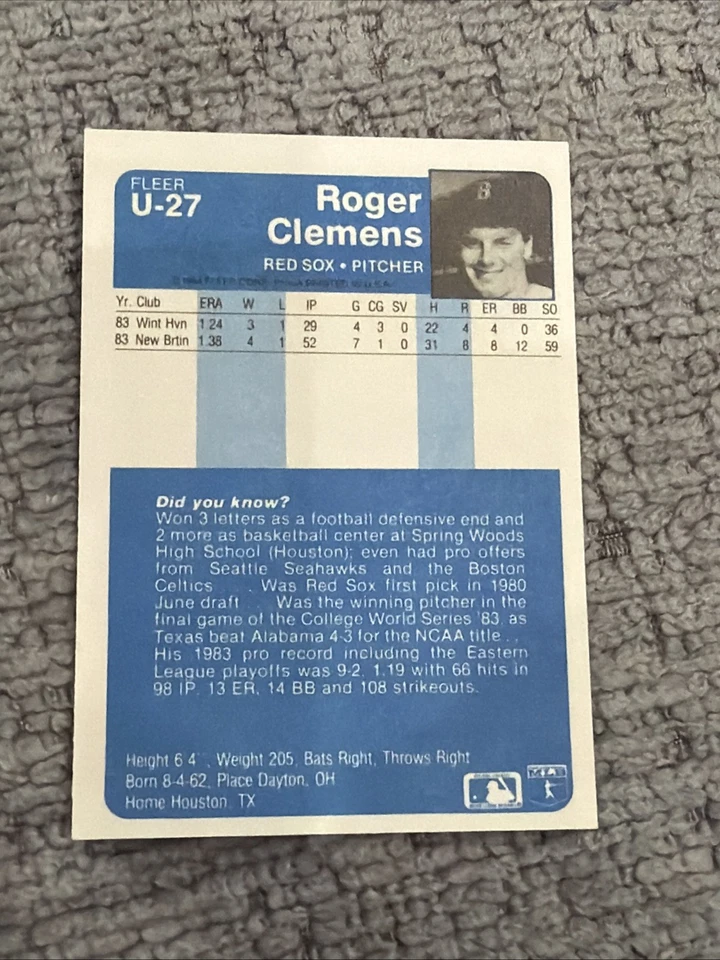 FLEER
U-27
Roger
Clemens
RED SOX • PITCHER
Yr. Club ERA W L IP G CG SV H R ER BB SO
83 Wint Hvn 1 24 3 1 29 4 3 0 22 4 4 0 36
83 New Brtin 1.38 4 1 52 7 1 0 31 8 8 12 59
Did you know?
Won 3 letters as a football defensive end and
2 more as basketball center at Spring Woods
High School (Houston); even had pro offers
from Seattle Seahawks and the Boston
Celtics . Was Red Sox first pick in 1980
June draft Was the winning pitcher in the
final game of the College World Series '83 as
Texas beat Alabama 4-3 for the NCAA title...
His 1983 pro record including the Eastern
League playoffs was 9-2, 1.19 with 66 hits in
98 IP. 13 ER. 14 BB and 108 strikeouts.
Height 6 4", Weight 205, Bats Right, Throws Right
Born 8-4-62, Place Dayton, OH
Home Houston, TX